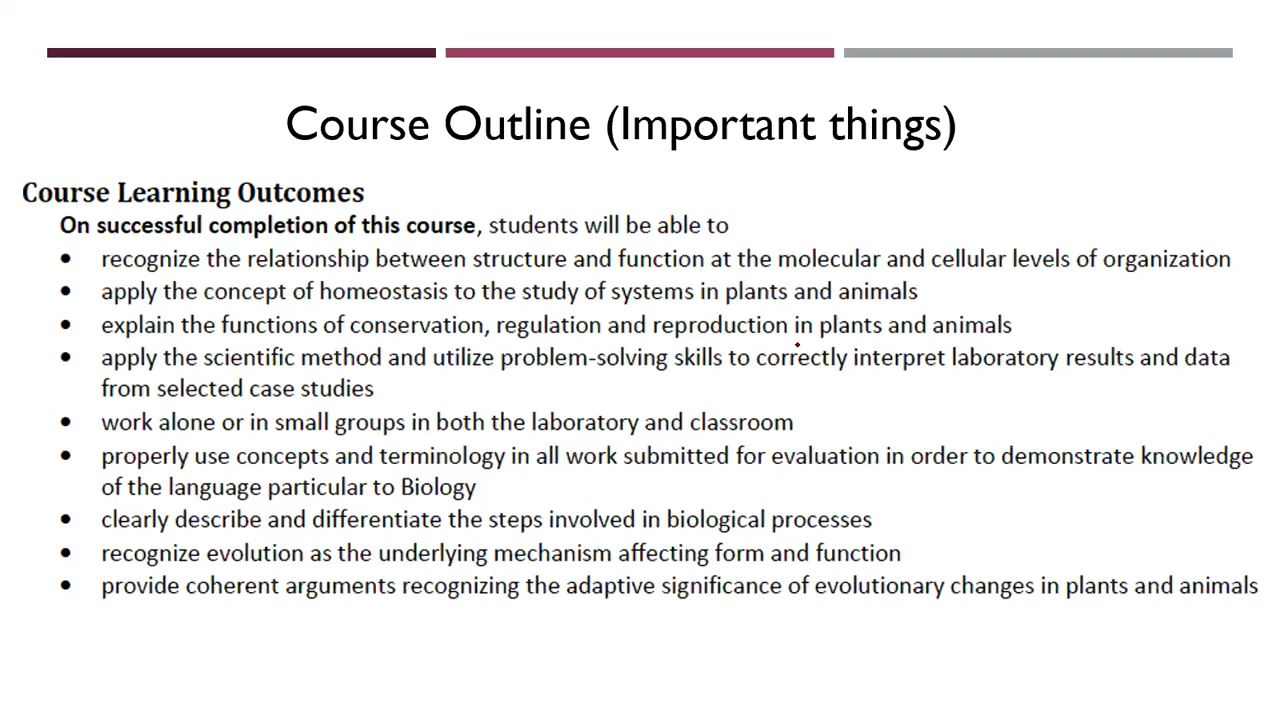 Course Outline (Important things)
Course Learning Outcomes
On successful completion of this course, students will be able to
• recognize the relationship between structure and function at the molecular and cellular levels of organization
• apply the concept of homeostasis to the study of systems in plants and animals
• explain the functions of conservation, regulation and reproduction in plants and animals
• apply the scientific method and utilize problem-solving skills to correctly interpret laboratory results and data
from selected case studies
• work alone or in small groups in both the laboratory and classroom
• properly use concepts and terminology in all work submitted for evaluation in order to demonstrate knowledge
of the language particular to Biology
• clearly describe and differentiate the steps involved in biological processes
• recognize evolution as the underlying mechanism affecting form and function
• provide coherent arguments recognizing the adaptive significance of evolutionary changes in plants and animals